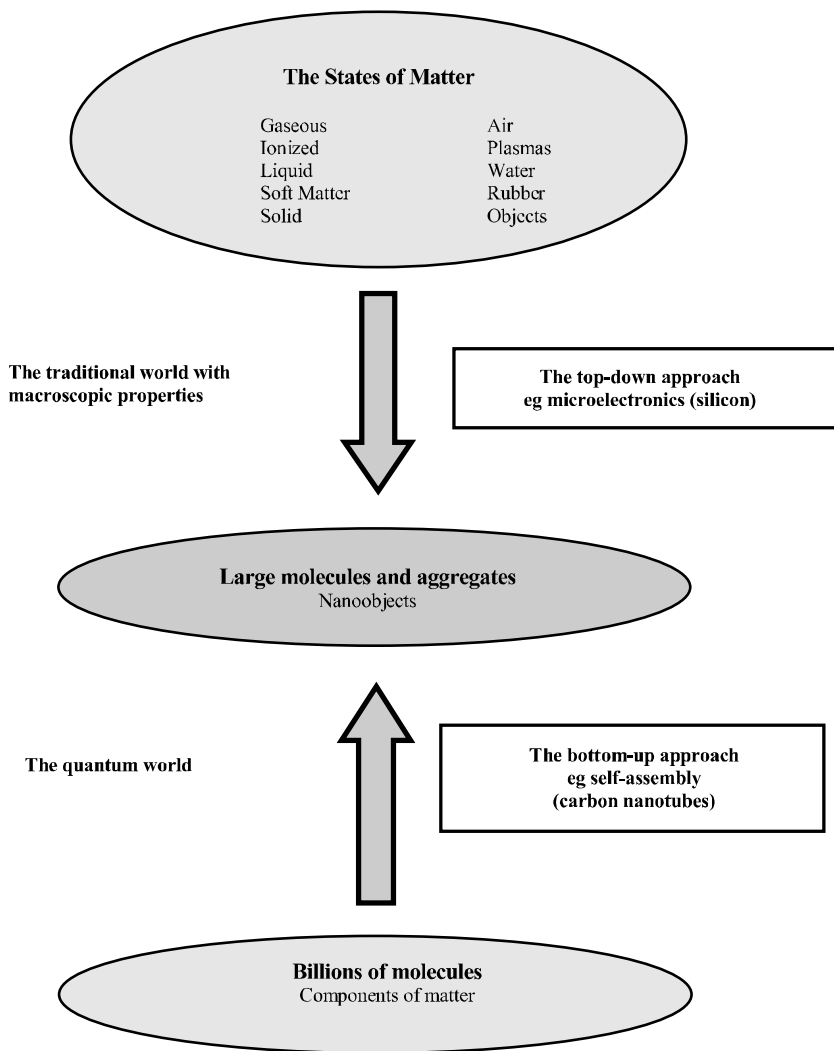 The States of Matter
Gaseous Air
Ionized Plasmas
Liquid Water
Soft Matter Rubber
Solid Objects
The traditional world with
macroscopic properties
The top-down approach
eg microelectronics (silicon)
Large molecules and aggregates
Nanoobjects
The quantum world
The bottom-up approach
eg self-assembly
(carbon nanotubes)
Billions of molecules
Components of matter